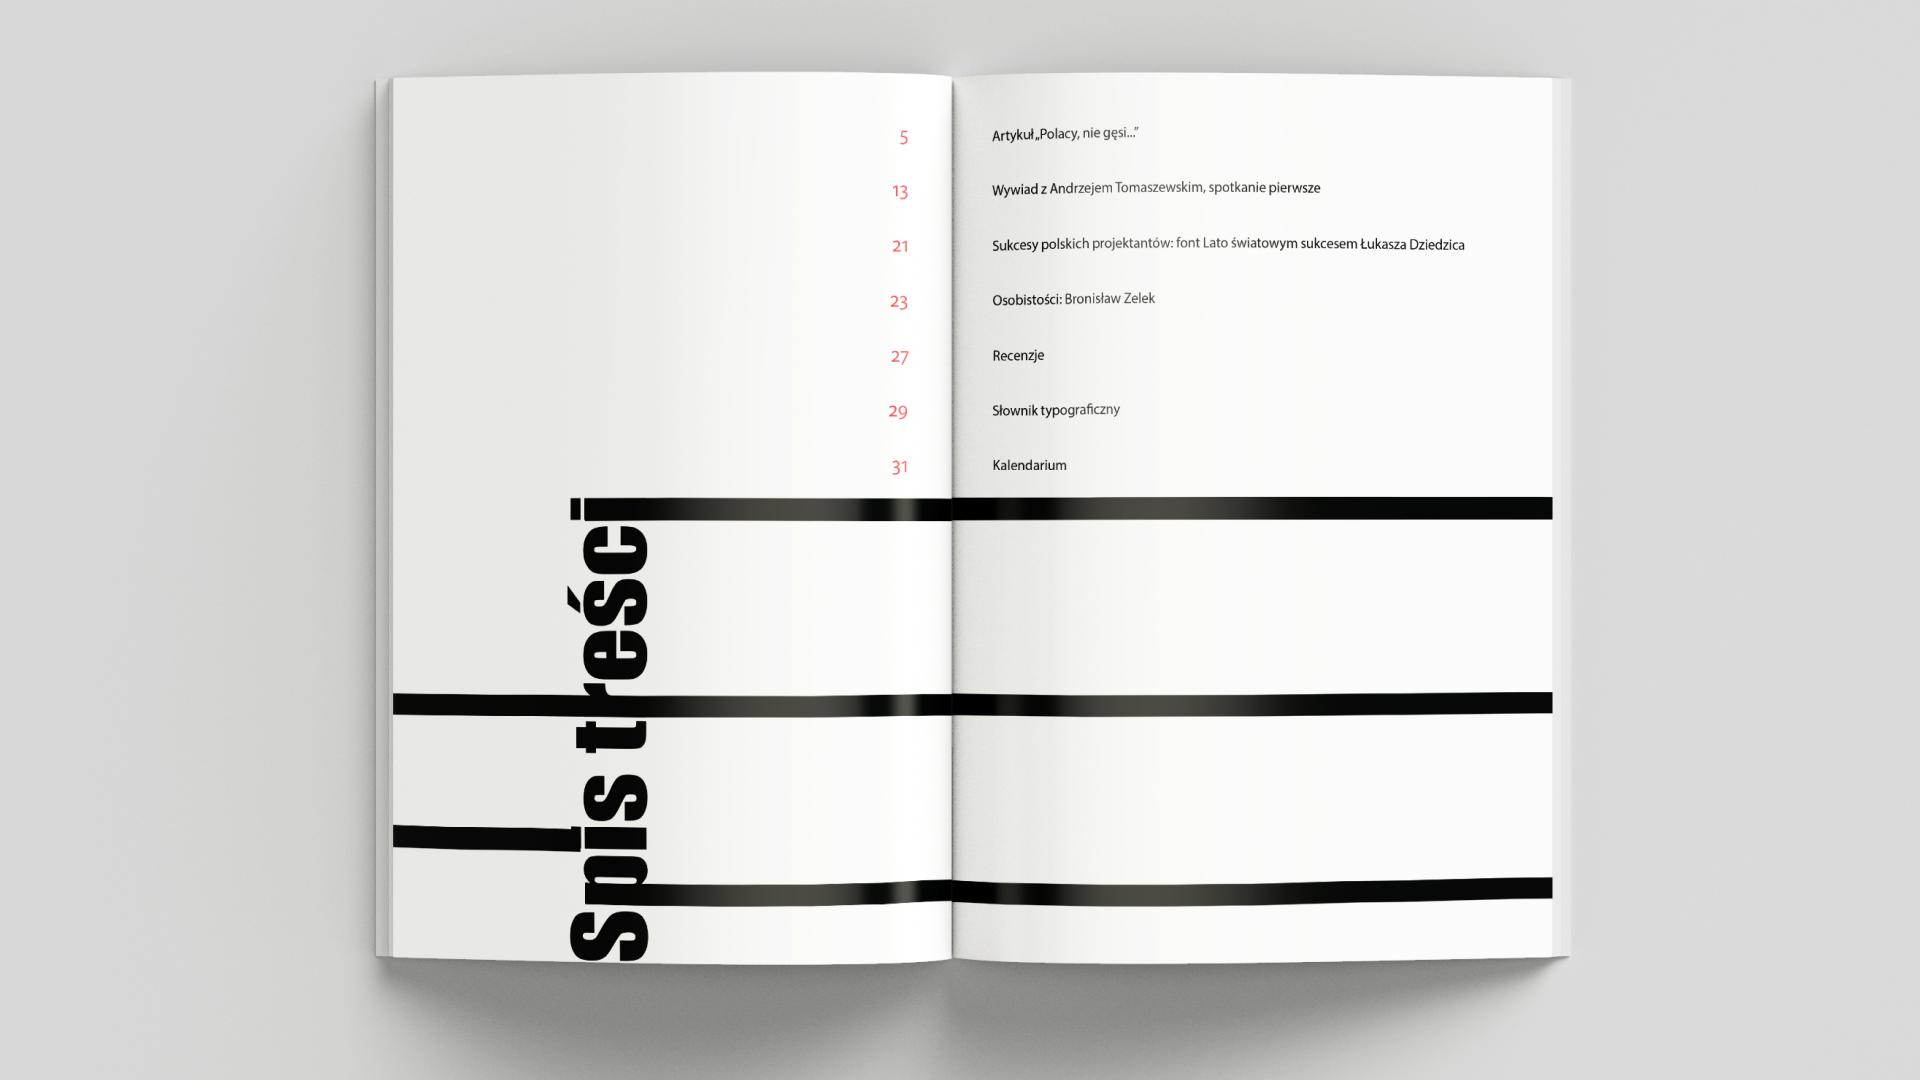 5 Artykuł „Polacy, nie gęsi...”
13 Wywiad z Andrzejem Tomaszewskim, spotkanie pierwsze
21 Sukcesy polskich projektantów: font Lato światowym sukcesem Łukasza Dziedzica
23 Osobistości: Bronisław Zelek
27 Recenzje
29 Słownik typograficzny
31 Kalendarium
Spis treści